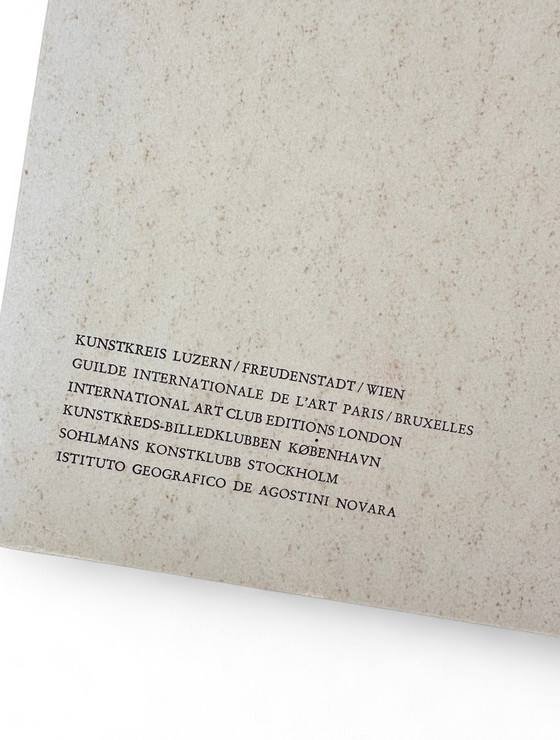 KUNSTKREIS LUZERN / FREUDENSTADT / WIEN
GUILDE INTERNATIONALE DE L'ART PARIS / BRUXELLES
INTERNATIONAL ART CLUB EDITIONS LONDON
KUNSTKREDS-BILLEDKLUBBEN KØBENHAVN
SOHLMANS KONSTKLUBB STOCKHOLM
ISTITUTO GEOGRAFICO DE AGOSTINI NOVARA